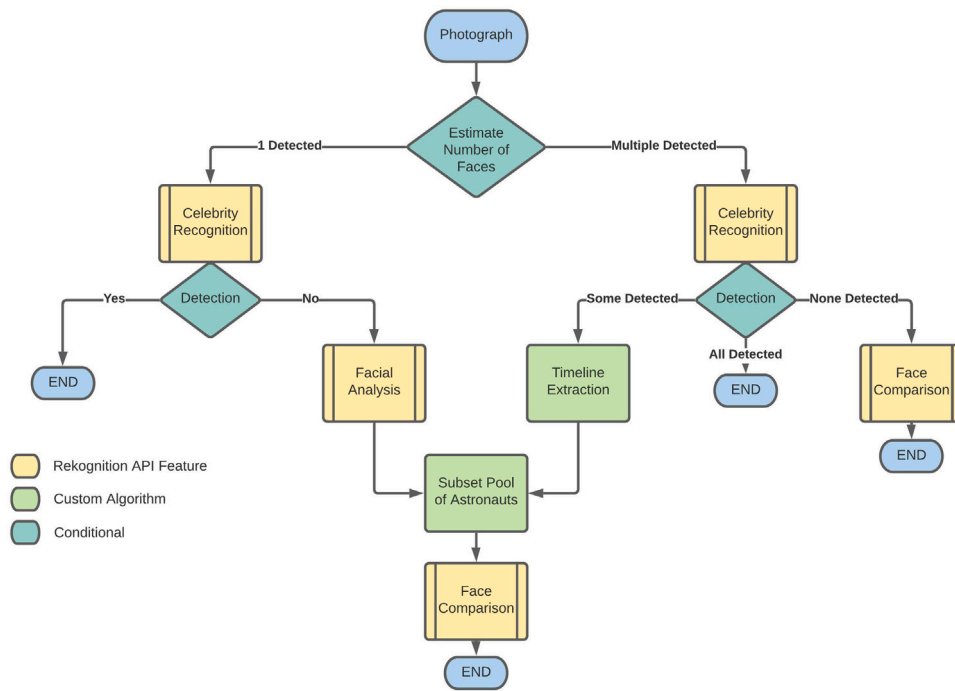 Photograph
Estimate
Number of
Faces
1 Detected
Multiple Detected
Celebrity
Recognition
Celebrity
Recognition
Detection
Yes
No
Detection
Some Detected
None Detected
All Detected
END
Facial
Analysis
Timeline
Extraction
END
Face
Comparison
END
Rekognition API Feature
Custom Algorithm
Conditional
Subset Pool
of Astronauts
Face
Comparison
END